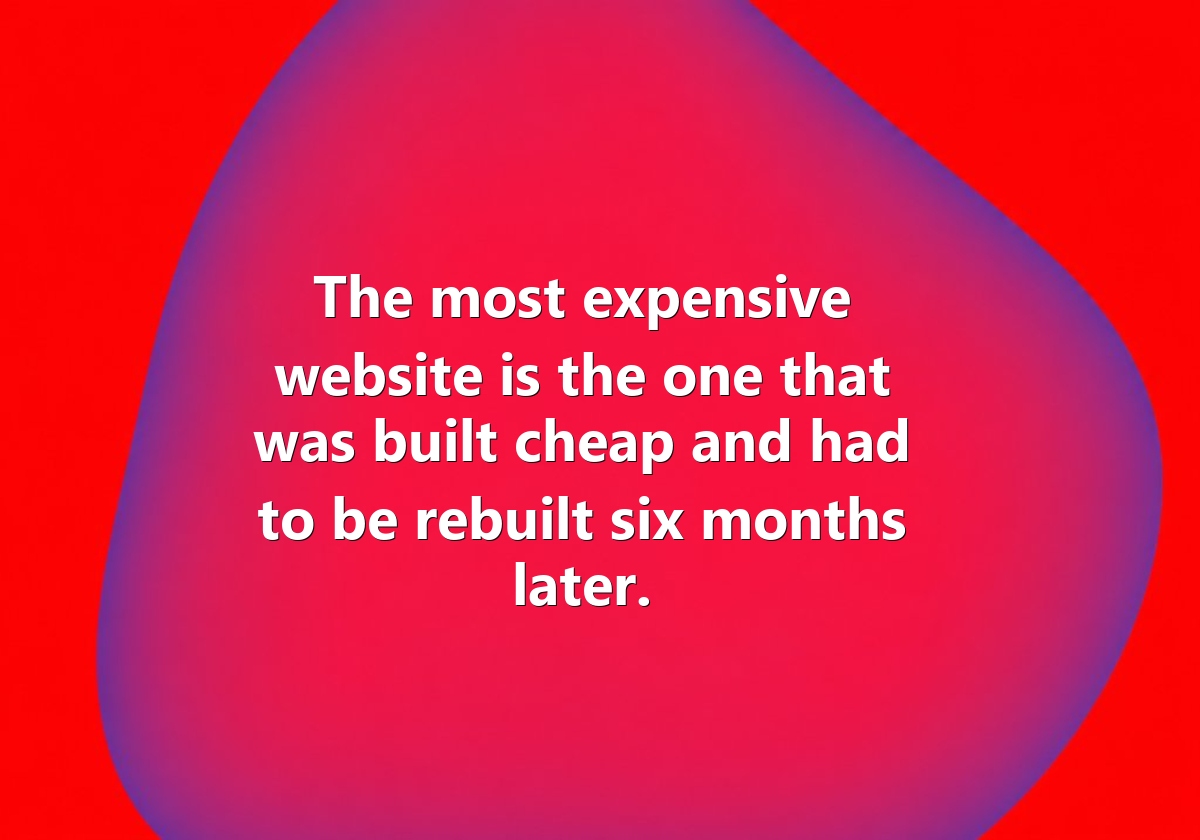 The most expensive
website is the one that
was built cheap and had
to be rebuilt six months
later.